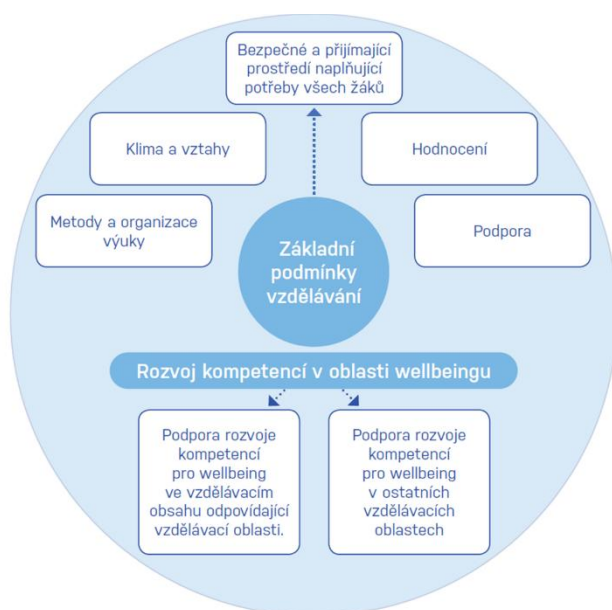 Bezpečné a přijímající
prostředí naplňující
potřeby všech žáků
Klima a vztahy
Hodnocení
Metody a organizace
výuky
Podpora
Základní
podmínky
vzdělávání
Rozvoj kompetencí v oblasti wellbeingu
Podpora rozvoje
kompetencí
pro wellbeing
ve vzdělávacím
obsahu odpovídající
vzdělávací oblasti.
Podpora rozvoje
kompetencí
pro wellbeing
v ostatních
vzdělávacích
oblastech